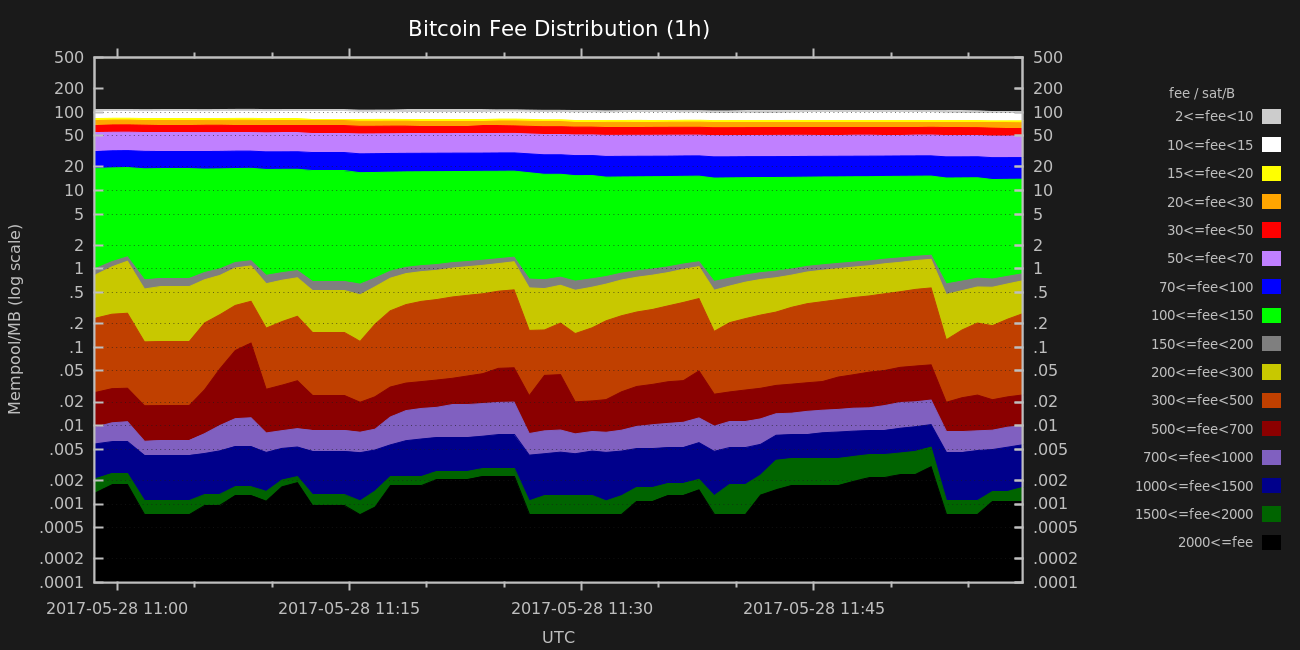 Bitcoin Fee Distribution (1h)
Mempool/MB (log scale)
500
200
100
50
20
10
5
2
1
.5
.2
.1
.05
.02
.01
.005
.002
.001
.0005
.0002
.0001
500
200
100
50
20
10
5
2
1
.5
.2
.1
.05
.02
.01
.005
.002
.001
.0005
.0002
.0001
2017-05-28 11:00
2017-05-28 11:15
2017-05-28 11:30
2017-05-28 11:45
UTC
fee / sat/B
2<=fee<10
10<=fee<15
15<=fee<20
20<=fee<30
30<=fee<50
50<=fee<70
70<=fee<100
100<=fee<150
150<=fee<200
200<=fee<300
300<=fee<500
500<=fee<700
700<=fee<1000
1000<=fee<1500
1500<=fee<2000
2000<=fee